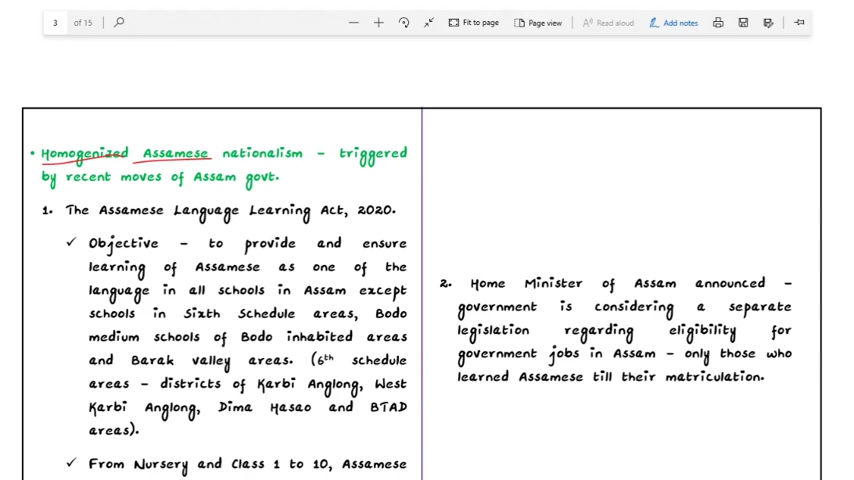 3 of 15 Fit to page Page view Read aloud Add notes
• Homogenized Assamese nationalism – triggered
by recent moves of Assam govt.
1. The Assamese Language Learning Act, 2020.
✓ Objective – to provide and ensure
learning of Assamese as one of the
language in all schools in Assam except
schools in Sixth Schedule areas, Bodo
medium schools of Bodo inhabited areas
and Barak valley areas. (6th schedule
areas – districts of Karbi Anglong, West
Karbi Anglong, Dima Hasao and BTAD
areas).
✓ From Nursery and Class 1 to 10, Assamese
2. Home Minister of Assam announced –
government is considering a separate
legislation regarding eligibility for
government jobs in Assam – only those who
learned Assamese till their matriculation.